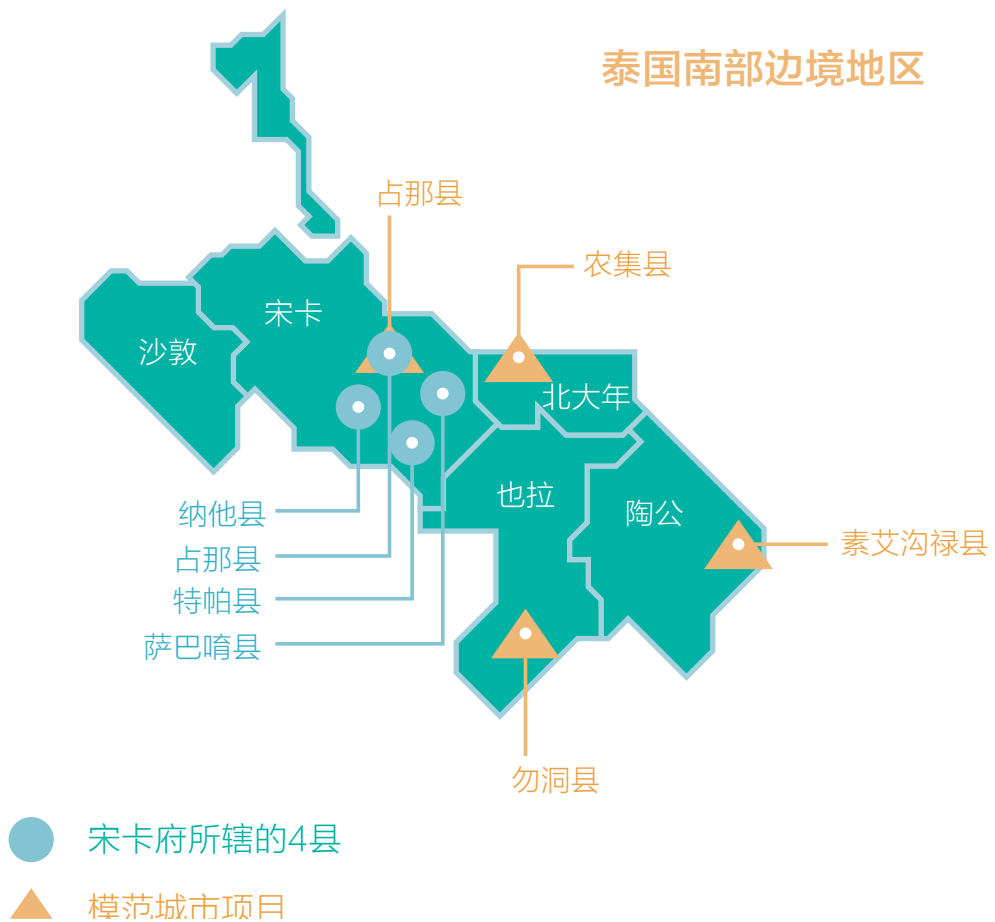 泰国南部边境地区
占那县
农集县
宋卡
沙敦
北大年
也拉
陶公
纳他县
占那县
特帕县
萨巴唷县
素艾沟禄县
勿洞县
宋卡府所辖的4县
模范城市项目